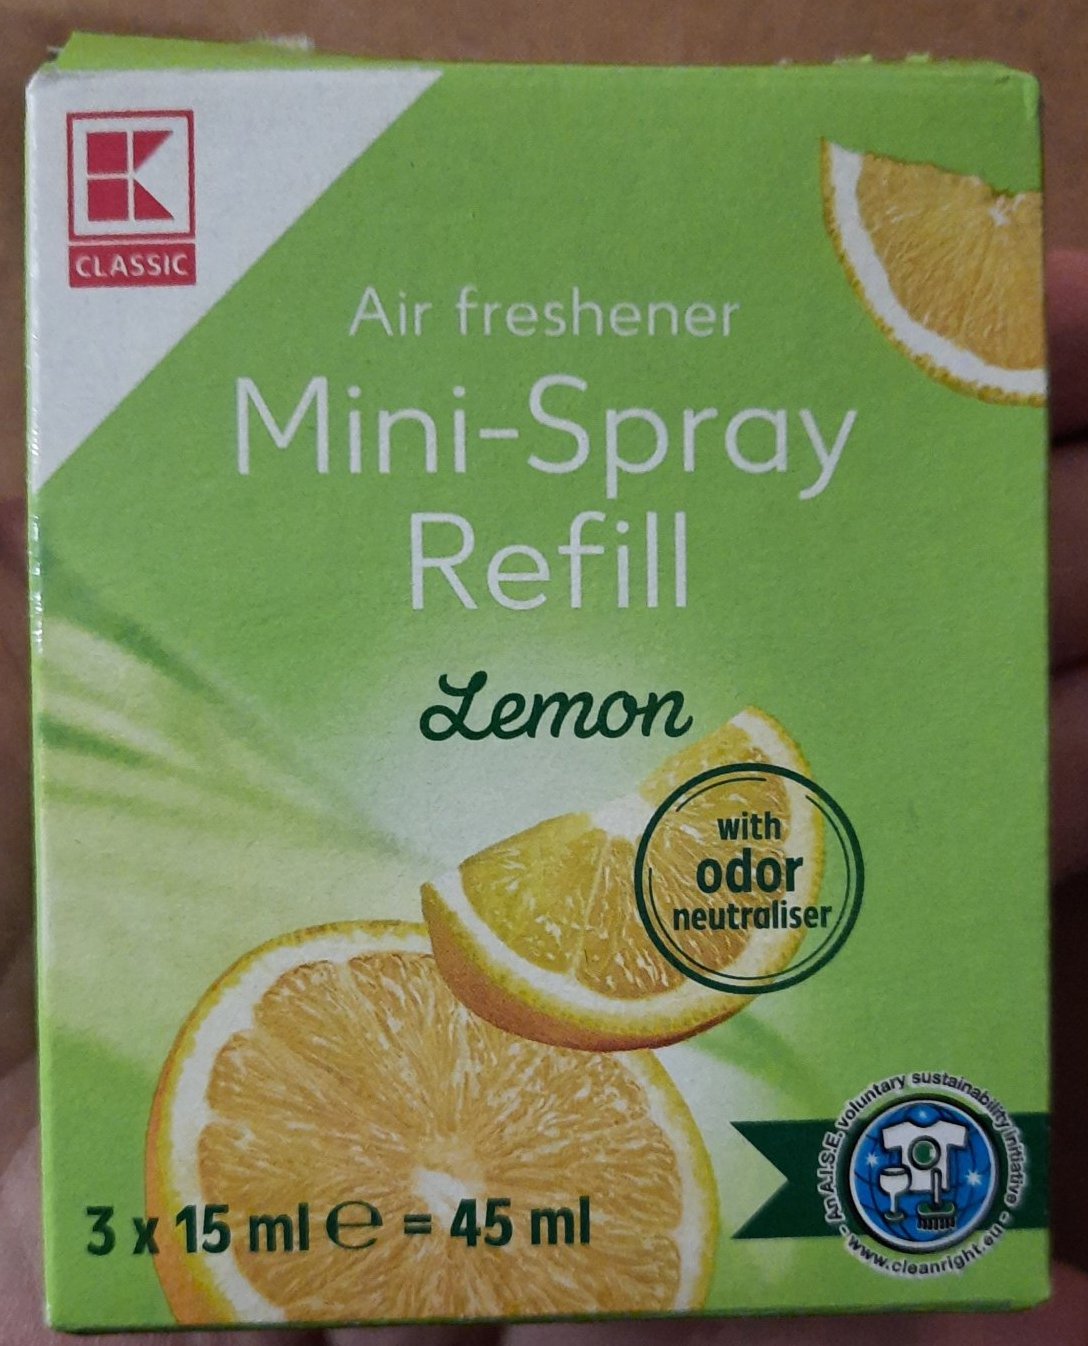 K
CLASSIC
Air freshener
Mini-Spray
Refill
Lemon
with
odor
neutraliser
3 x 15 ml ℮ = 45 ml
- An A.I.S.E. voluntary sustainability initiative -
www.cleanright.eu